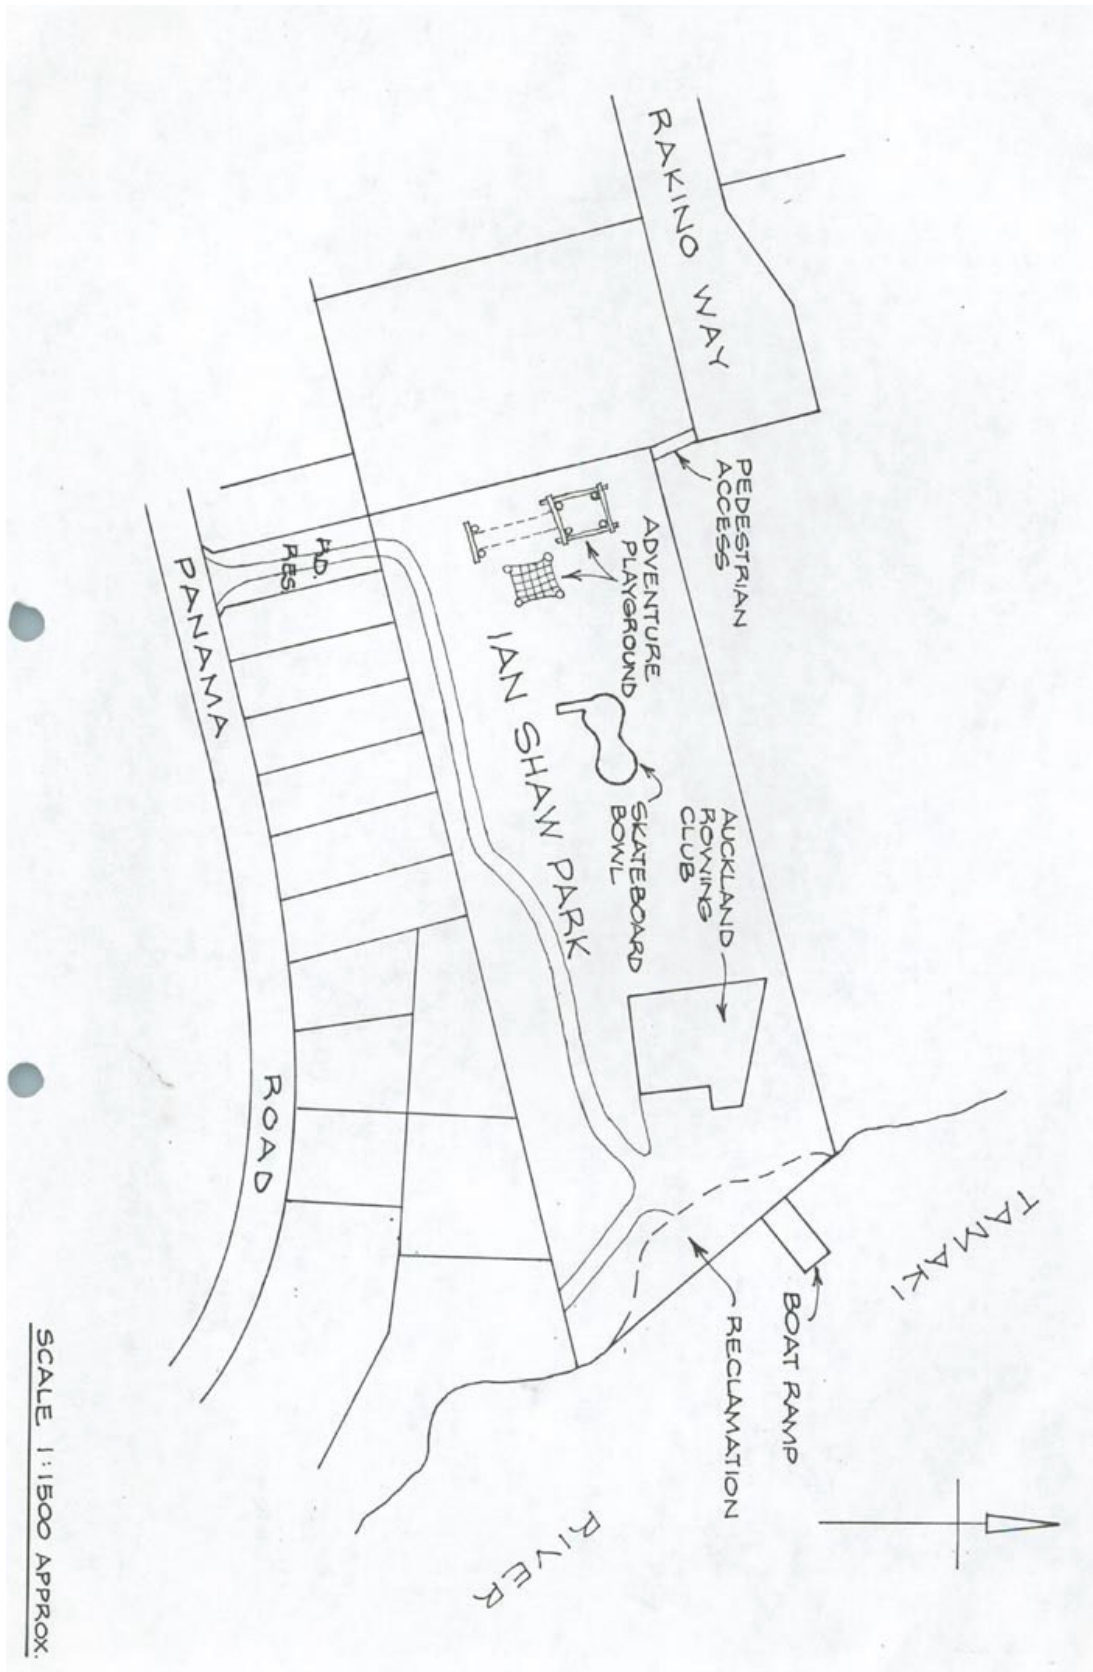 RAKINO WAY
PEDESTRIAN
ACCESS
ADVENTURE
PLAYGROUND
IAN SHAW PARK
SKATEBOARD
BOWL
AUCKLAND
ROWING
CLUB
RES
PANAMA
ROAD
TAMAKI
RIVER
BOAT RAMP
RECLAMATION
SCALE 1:1500 APPROX.